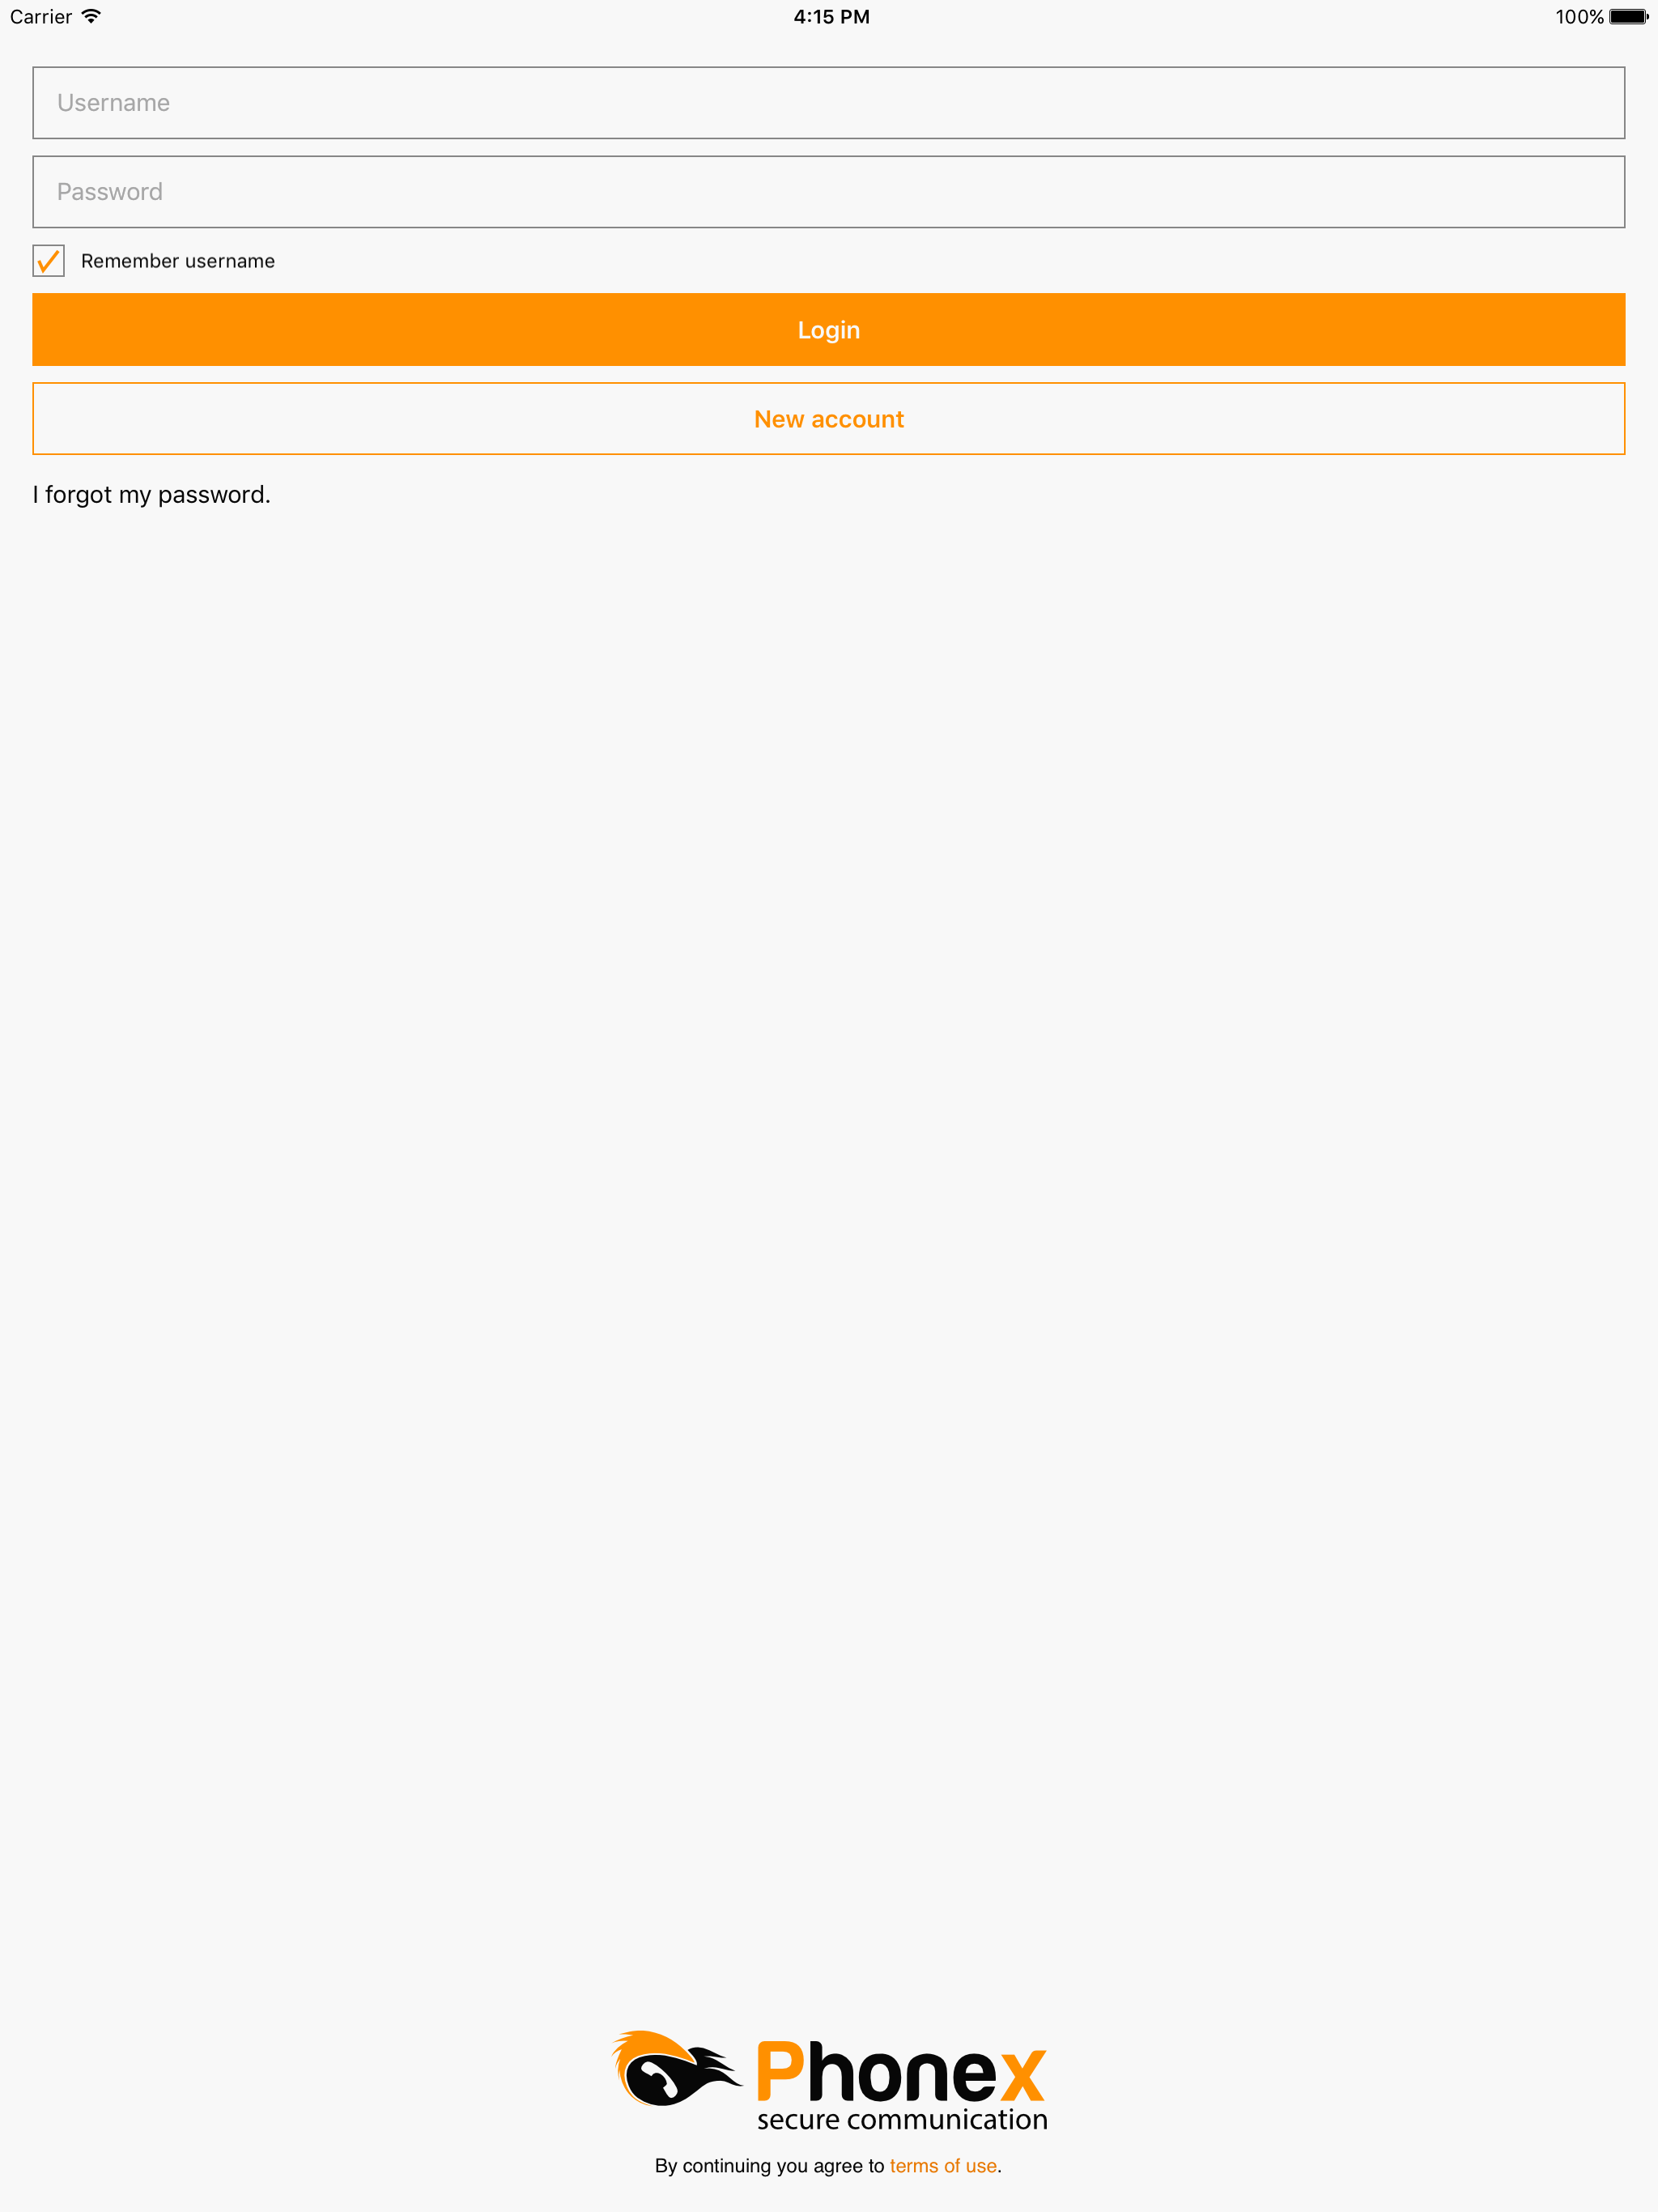 Carrier
4:15 PM
100%
Username
Password
Remember username
Login
New account
I forgot my password.
Phonex
secure communication
By continuing you agree to terms of use.